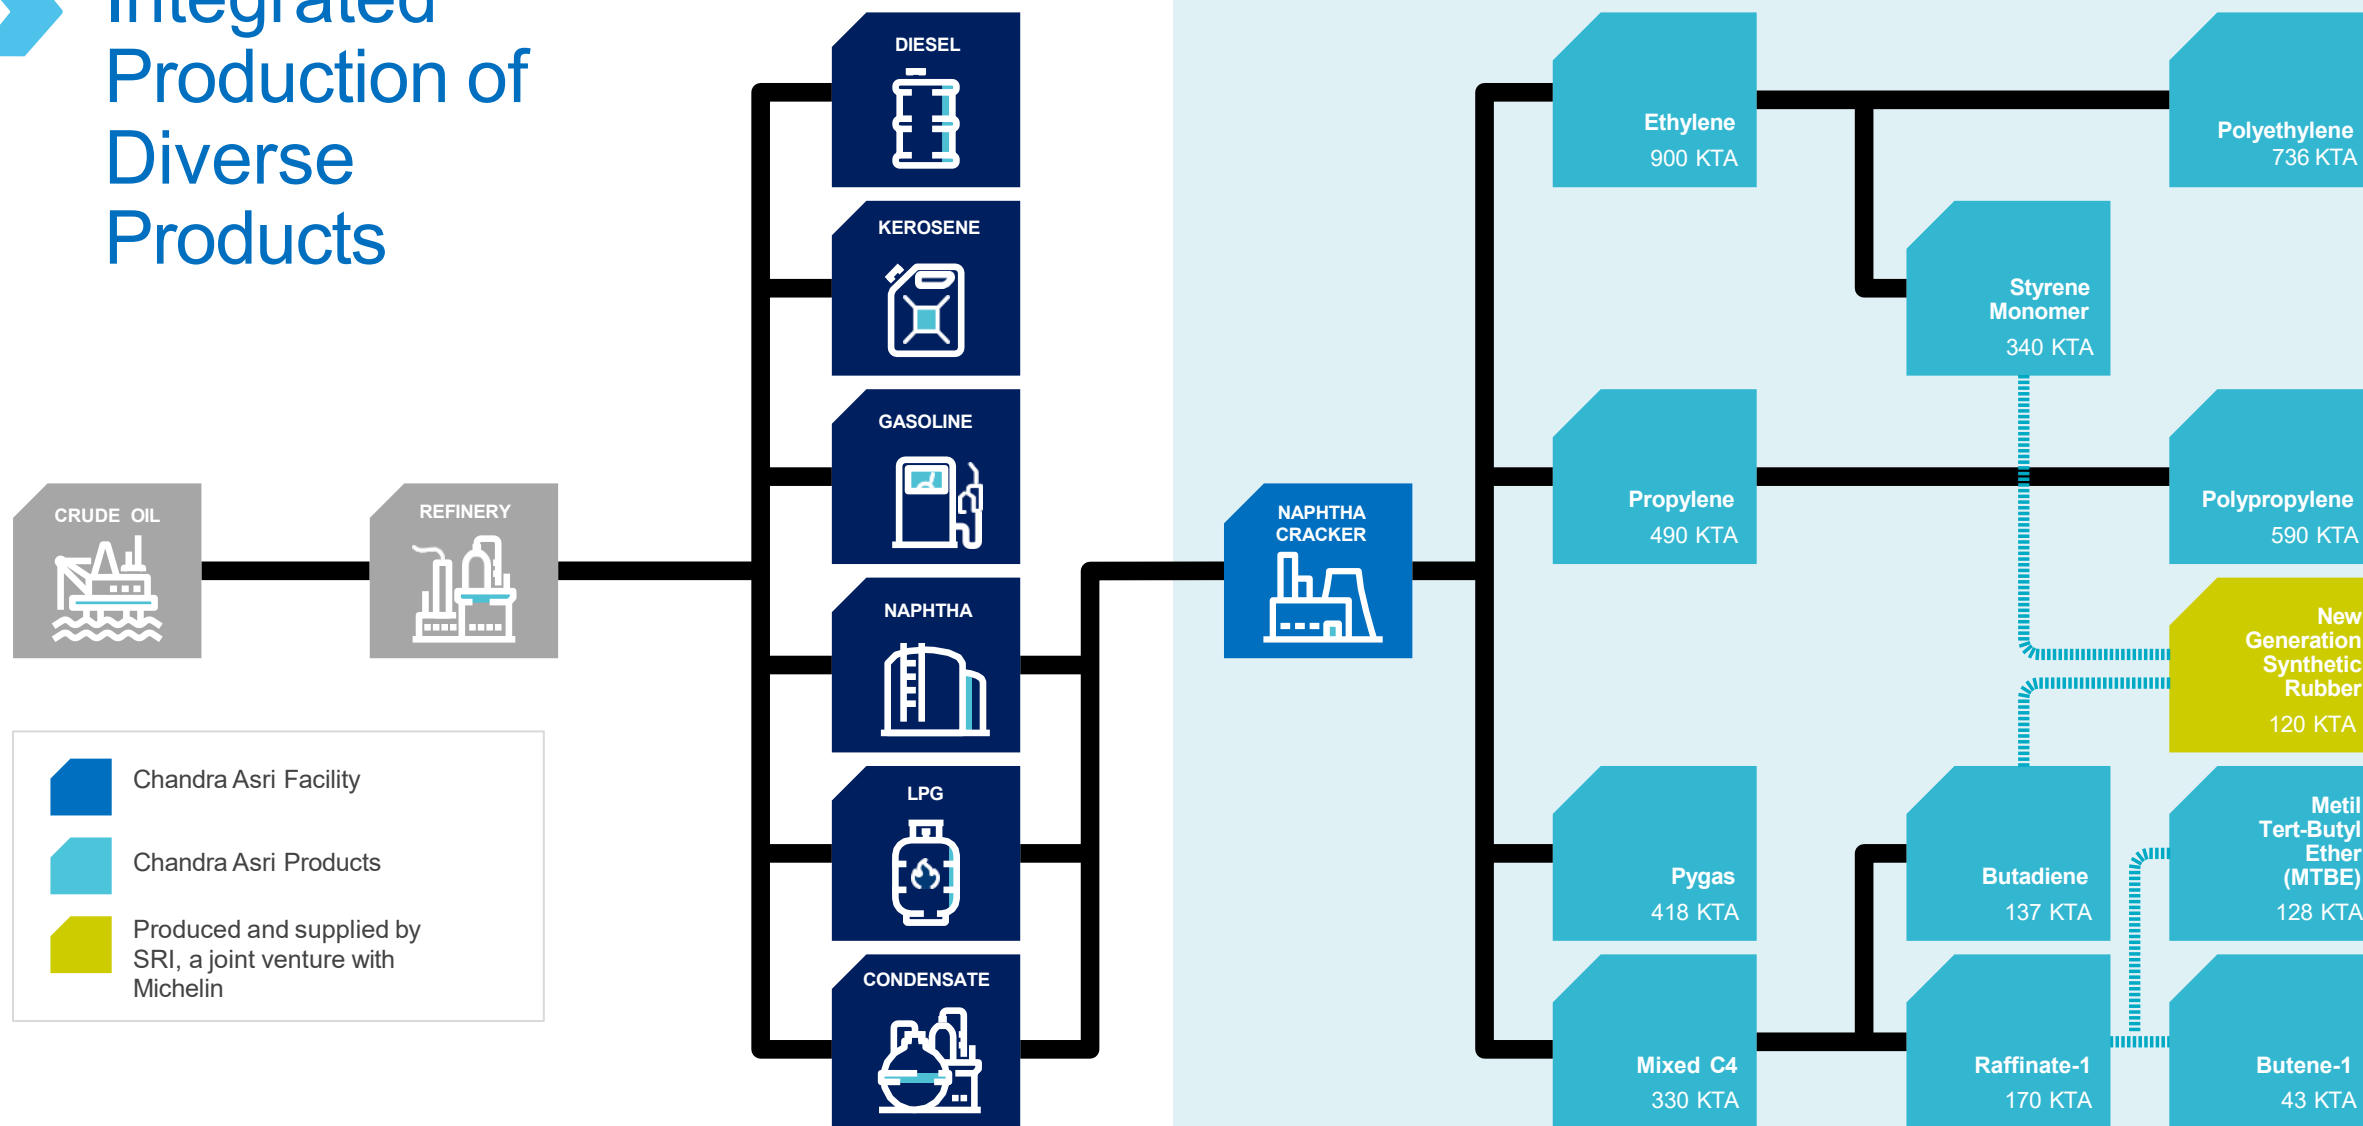 Integrated
Production of
Diverse
Products
CRUDE OIL
REFINERY
DIESEL
KEROSENE
GASOLINE
NAPHTHA
LPG
CONDENSATE
NAPHTHA
CRACKER
Ethylene
900 KTA
Polyethylene
736 KTA
Styrene
Monomer
340 KTA
Propylene
490 KTA
Polypropylene
590 KTA
New
Generation
Synthetic
Rubber
120 KTA
Pygas
418 KTA
Butadiene
137 KTA
Metil
Tert-Butyl
Ether
(MTBE)
128 KTA
Mixed C4
330 KTA
Raffinate-1
170 KTA
Butene-1
43 KTA
Chandra Asri Facility
Chandra Asri Products
Produced and supplied by
SRI, a joint venture with
Michelin